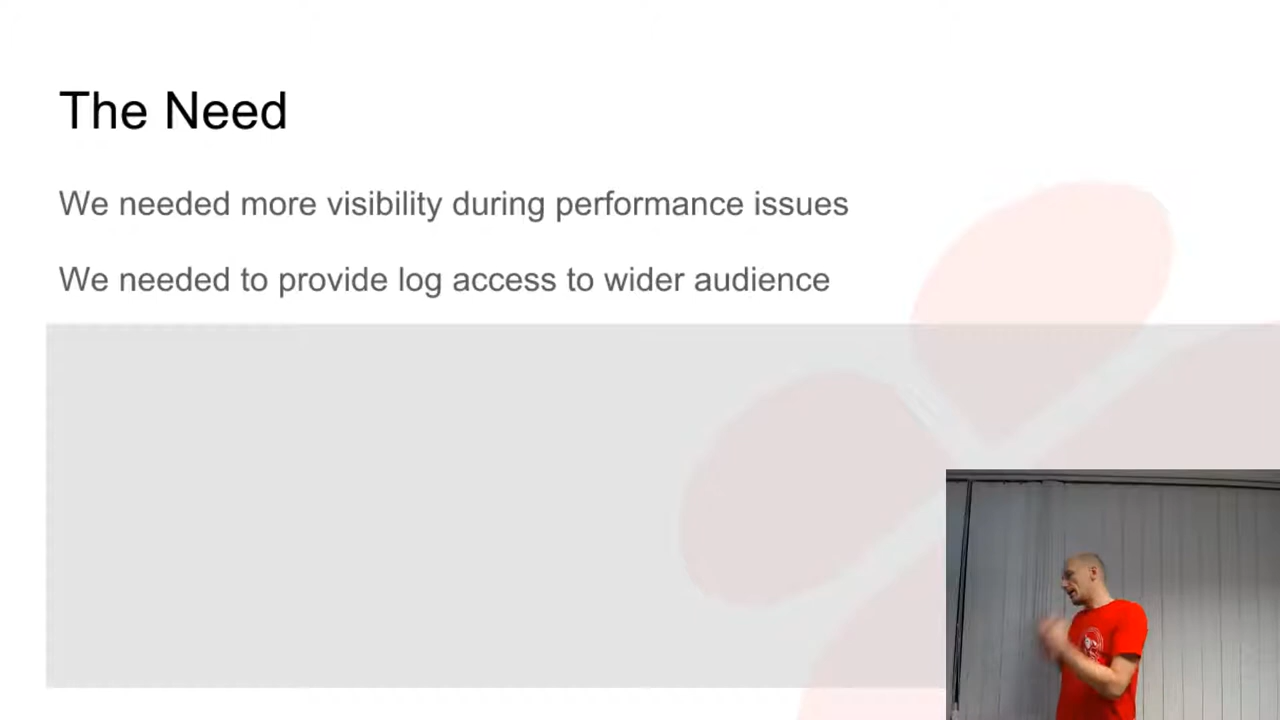 The Need
We needed more visibility during performance issues
We needed to provide log access to wider audience